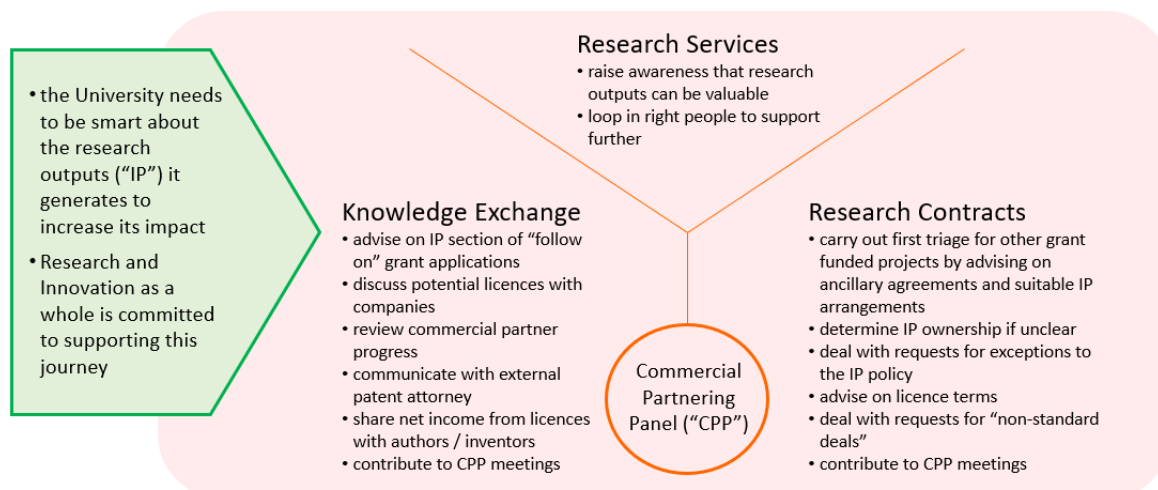 • the University needs
to be smart about
the research
outputs (“IP”) it
generates to
increase its impact
• Research and
Innovation as a
whole is committed
to supporting this
journey
Research Services
• raise awareness that research
outputs can be valuable
• loop in right people to support
further
Knowledge Exchange
• advise on IP section of “follow
on” grant applications
• discuss potential licences with
companies
• review commercial partner
progress
• communicate with external
patent attorney
• share net income from licences
with authors / inventors
• contribute to CPP meetings
Commercial
Partnering
Panel (“CPP”)
Research Contracts
• carry out first triage for other grant
funded projects by advising on
ancillary agreements and suitable IP
arrangements
• determine IP ownership if unclear
• deal with requests for exceptions to
the IP policy
• advise on licence terms
• deal with requests for “non-standard
deals”
• contribute to CPP meetings